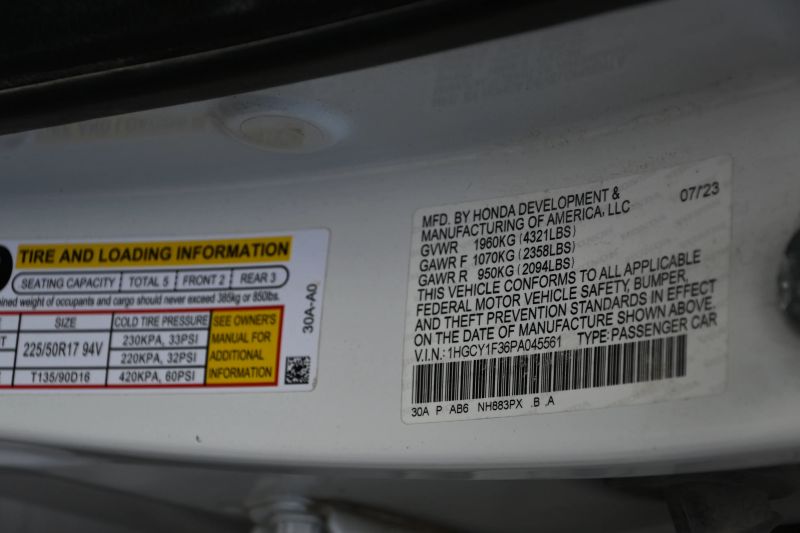 TIRE AND LOADING INFORMATION
SEATING CAPACITY TOTAL 5 FRONT 2 REAR 3
weight of occupants and cargo should never exceed 385kg or 850lbs.
SIZE COLD TIRE PRESSURE SEE OWNER'S MANUAL FOR ADDITIONAL INFORMATION
225/50R17 94V 230KPA, 33PSI
220KPA, 32PSI
T135/90D16 420KPA, 60PSI
30A-A0
MFD. BY HONDA DEVELOPMENT & 07/'23
MANUFACTURING OF AMERICA, LLC
GVWR 1960KG (4321LBS)
GAWR F 1070KG (2358LBS)
GAWR R 950KG (2094LBS)
THIS VEHICLE CONFORMS TO ALL APPLICABLE
FEDERAL MOTOR VEHICLE SAFETY, BUMPER,
AND THEFT PREVENTION STANDARDS IN EFFECT
ON THE DATE OF MANUFACTURE SHOWN ABOVE.
V.I.N.: 1HGCY1F36PA045561 TYPE: PASSENGER CAR
30A P AB6 NH883PX .B .A